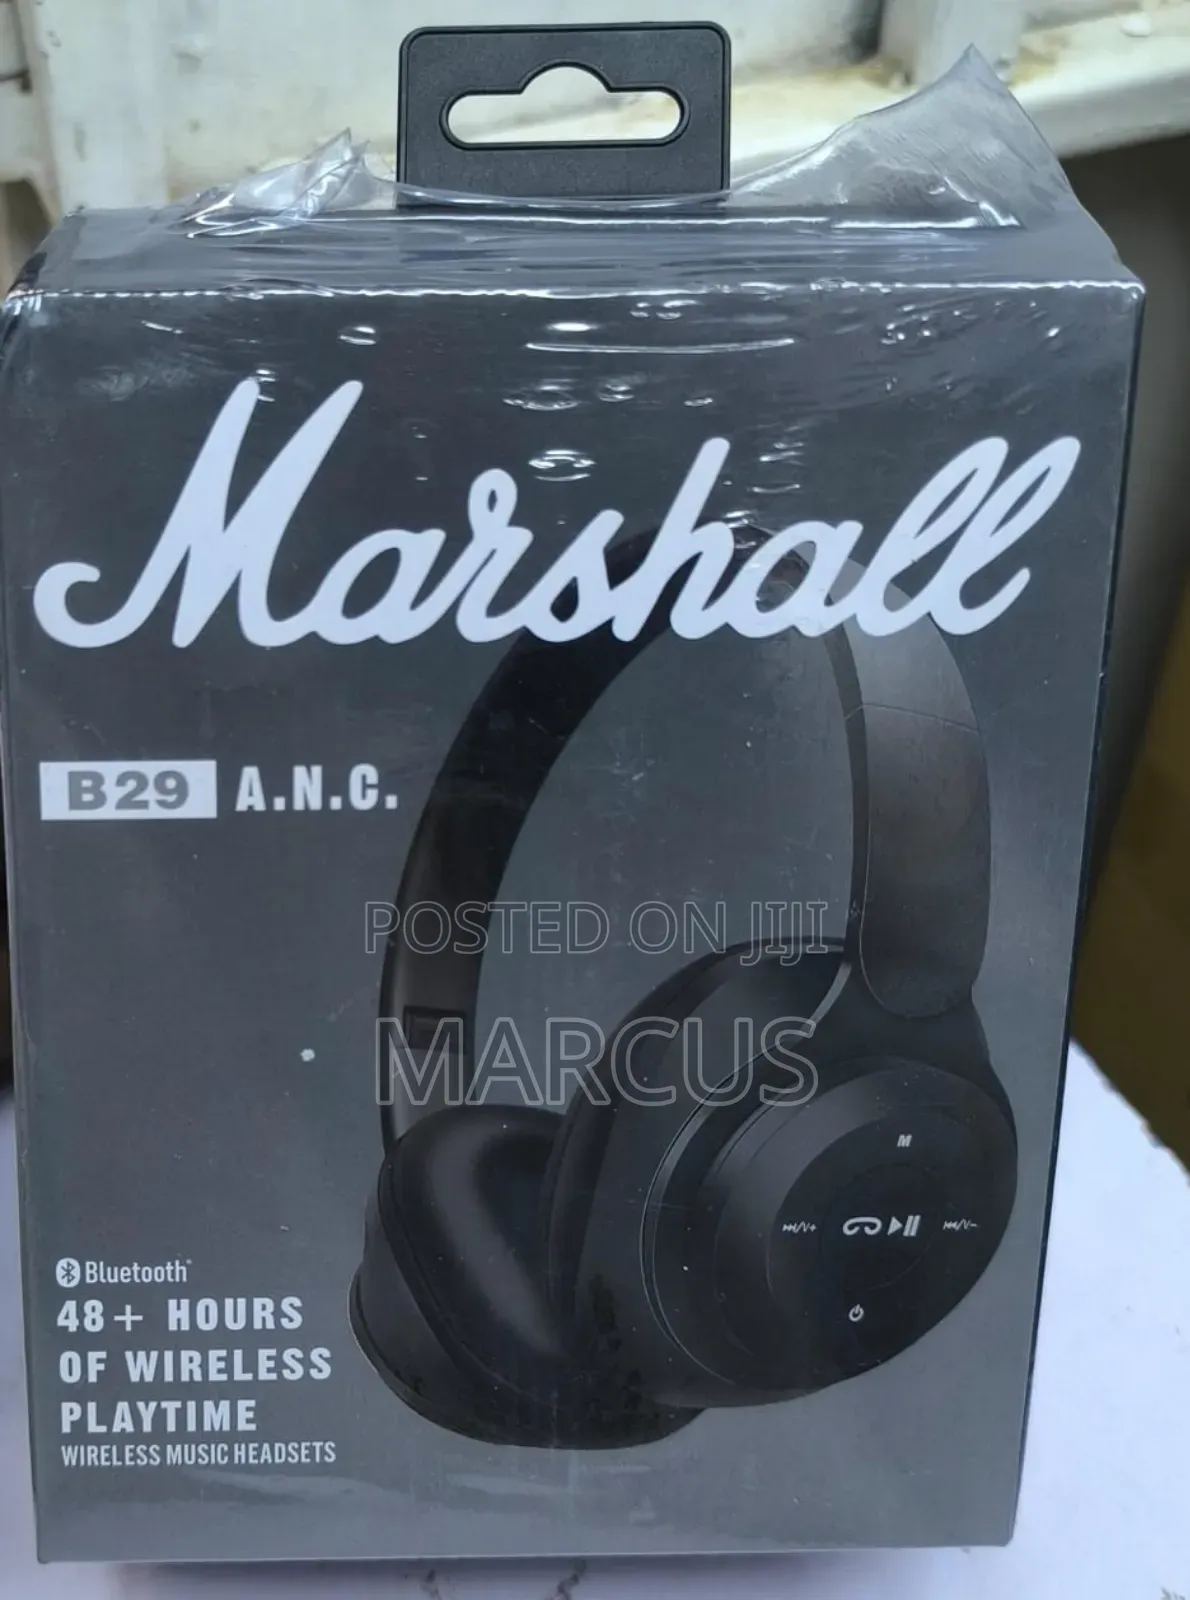 Marshall
B29 A.N.C.
POSTED ON JIJI
MARCUS
M
V+
V-
Bluetooth
48+ HOURS
OF WIRELESS
PLAYTIME
WIRELESS MUSIC HEADSETS